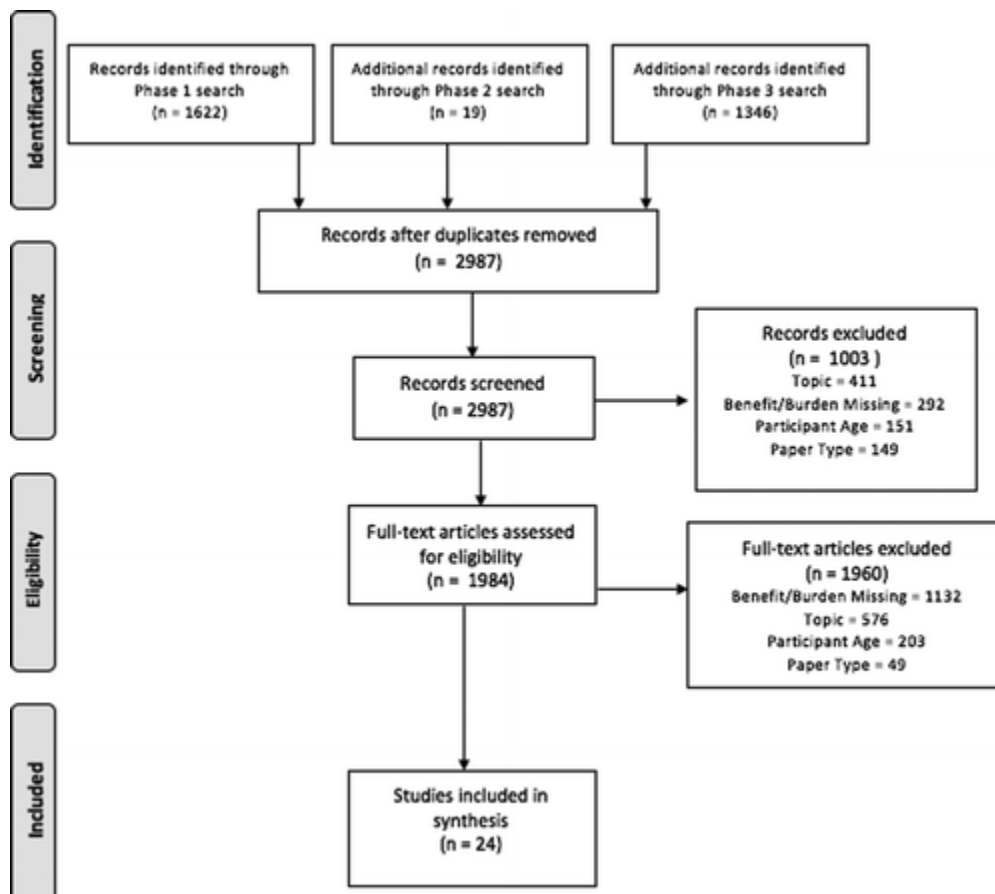 Identification
Records identified through
Phase 1 search
(n = 1622)
Additional records identified
through Phase 2 search
(n = 19)
Additional records identified
through Phase 3 search
(n = 1346)
Records after duplicates removed
(n = 2987)
Screening
Records screened
(n = 2987)
Records excluded
(n = 1003 )
Topic = 411
Benefit/Burden Missing = 292
Participant Age = 151
Paper Type = 149
Eligibility
Full-text articles assessed
for eligibility
(n = 1984)
Full-text articles excluded
(n = 1960)
Benefit/Burden Missing = 1132
Topic = 576
Participant Age = 203
Paper Type = 49
Included
Studies included in
synthesis
(n = 24)